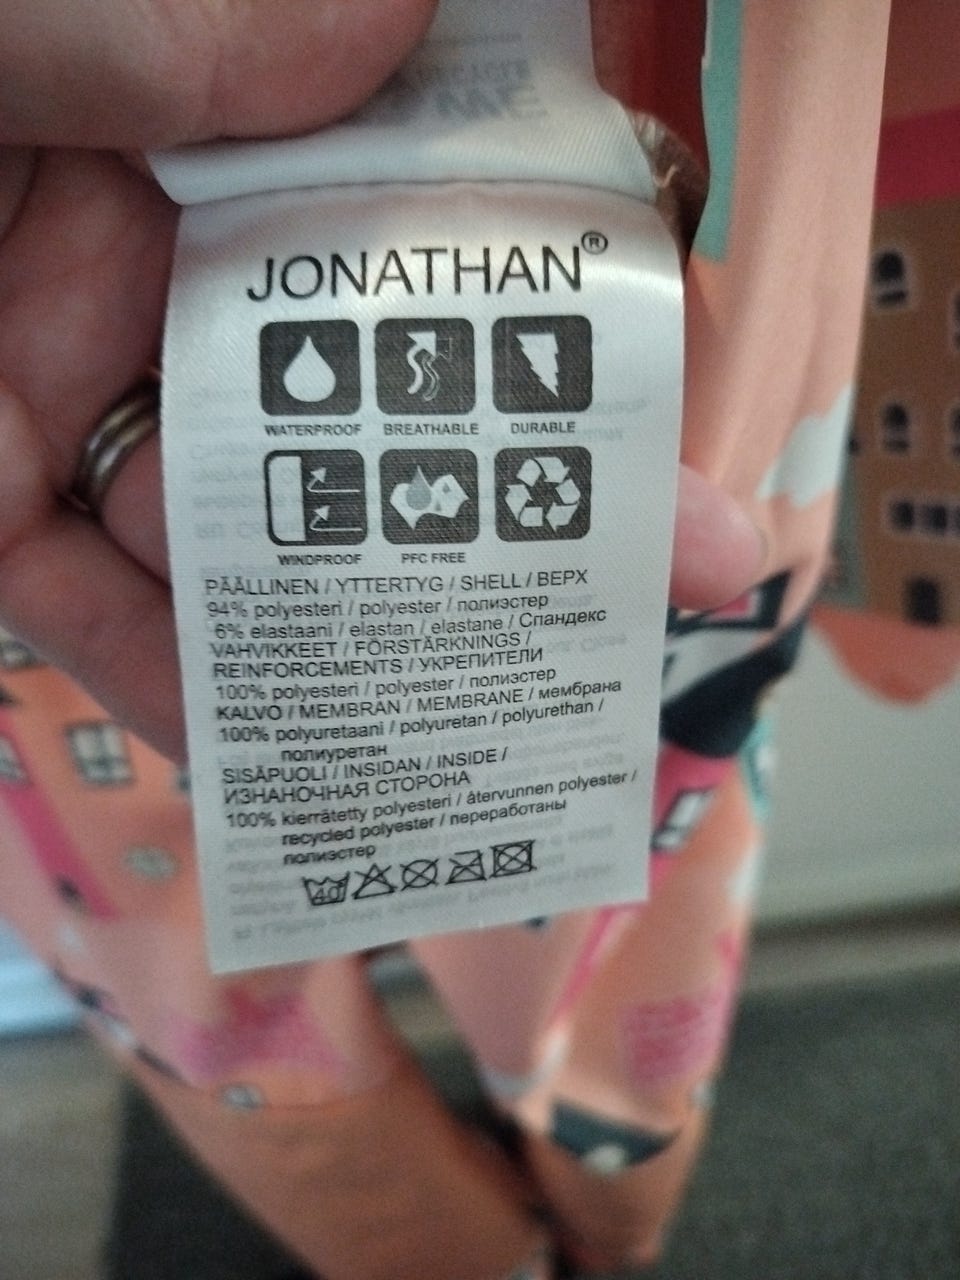 JONATHAN®
WATERPROOF BREATHABLE DURABLE
WINDPROOF PFC FREE
PÄÄLLINEN / YTTERTYG / SHELL / ВЕРХ
94% polyesteri / polyester / полиэстер
6% elastaani / elastan / elastane / Спандекс
VAHVIKKEET / FÖRSTÄRKNINGS /
REINFORCEMENTS / УКРЕПИТЕЛИ
100% polyesteri / polyester / полиэстер
KALVO / MEMBRAN / MEMBRANE / мембрана
100% polyuretaani / polyuretan / polyurethan /
полиуретан
SISÄPUOLI / INSIDAN / INSIDE /
ИЗНАНОЧНАЯ СТОРОНА
100% kierrätetty polyesteri / återvunnen polyester /
recycled polyester / переработаны
полиэстер
40